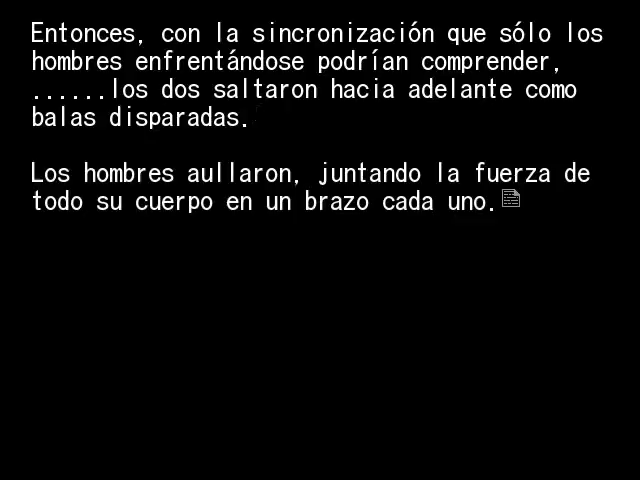 Entonces, con la sincronización que sólo los
hombres enfrentándose podrían comprender,
......los dos saltaron hacia adelante como
balas disparadas.
Los hombres aullaron, juntando la fuerza de
todo su cuerpo en un brazo cada uno.